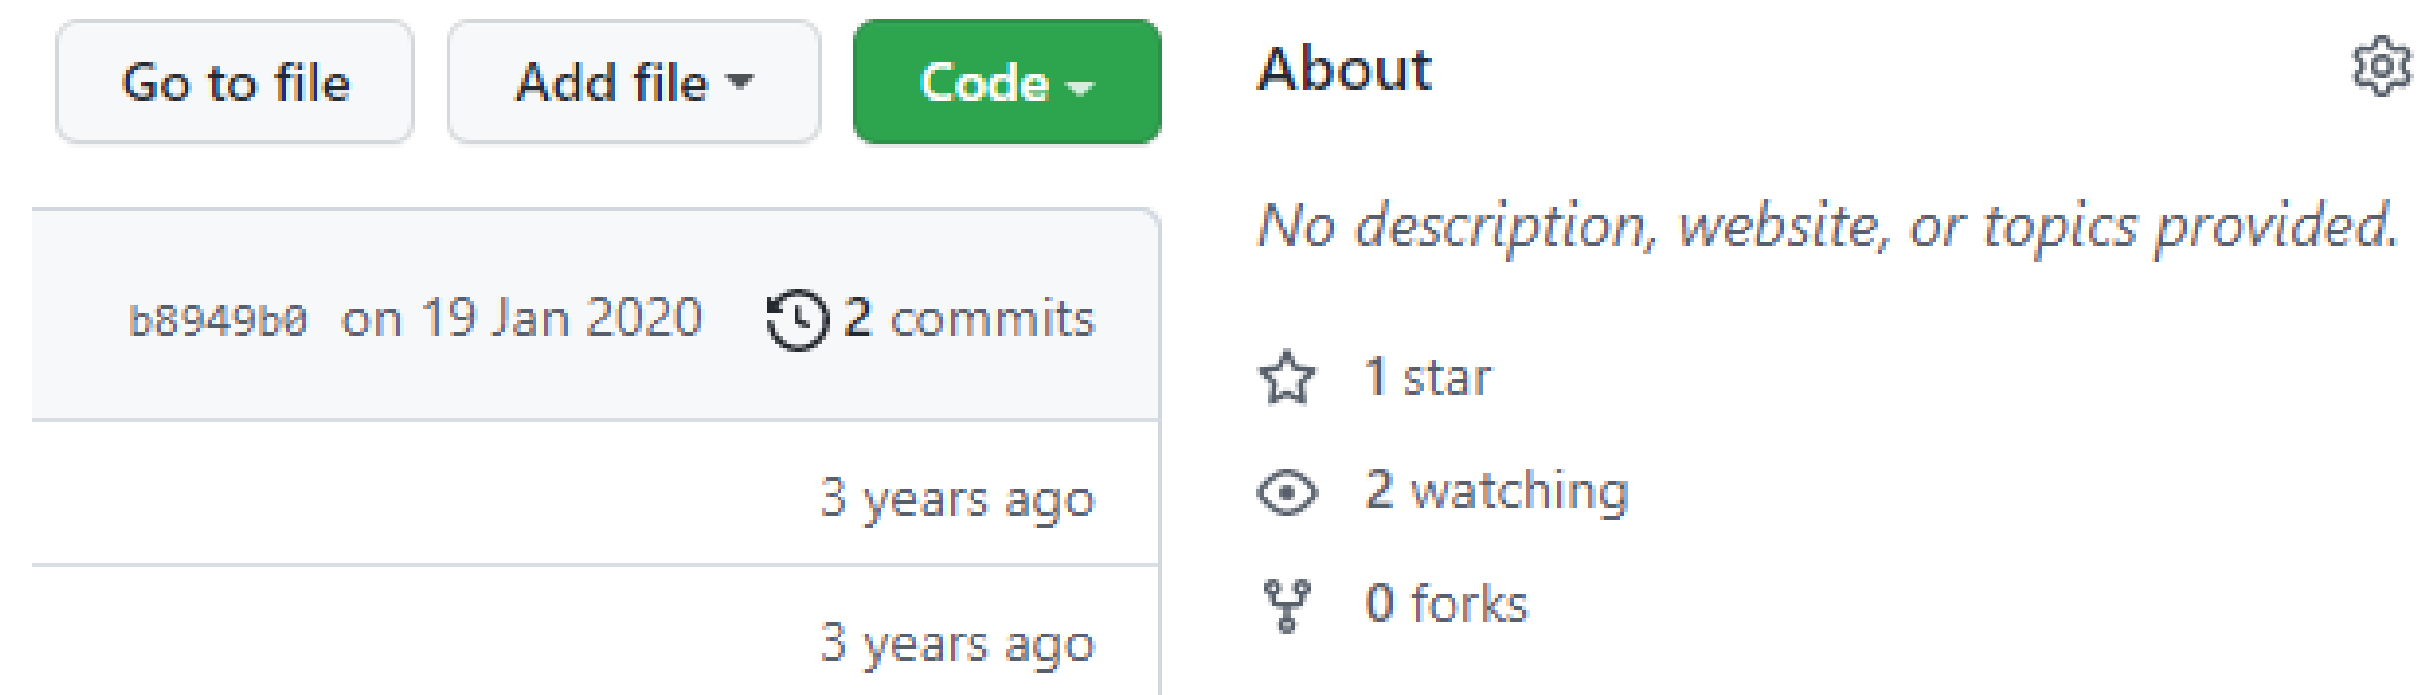 Go to file
Add file
Code
b8949b0 on 19 Jan 2020 2 commits
3 years ago
3 years ago
About
No description, website, or topics provided.
1 star
2 watching
0 forks